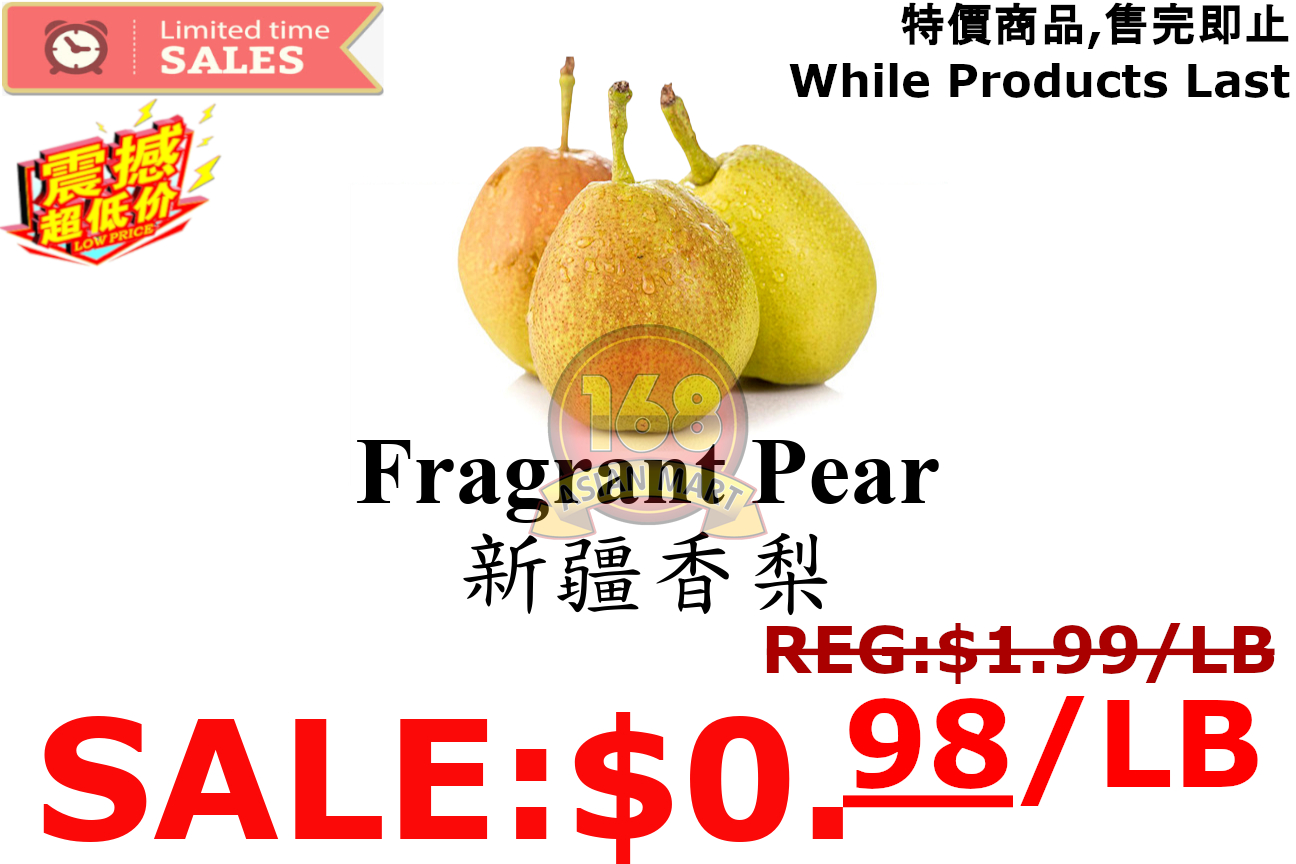 Limited time
SALES
特價商品,售完即止
While Products Last
震撼
超低价
LOW PRICE
168
ASIAN MART
Fragrant Pear
新疆香梨
REG:$1.99/LB
SALE:$0.98/LB